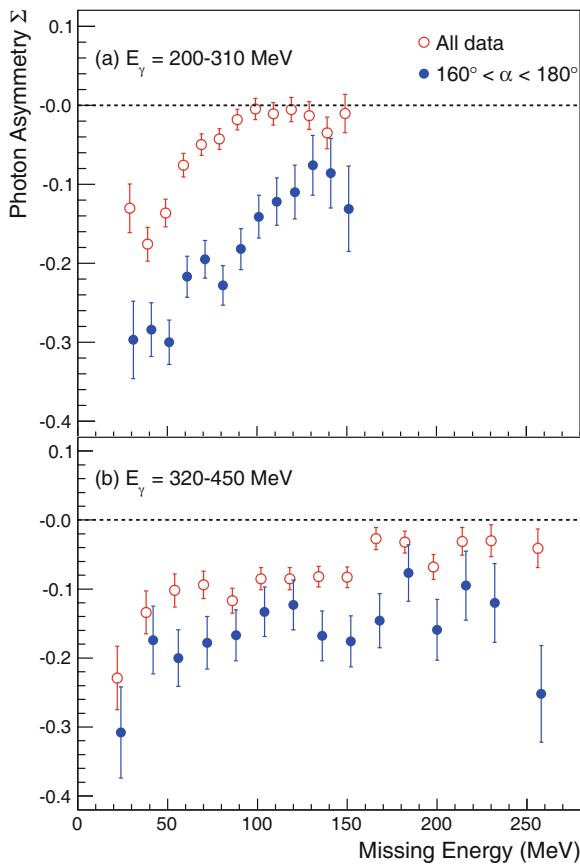 Photon Asymmetry Σ
0.1
(a) Eγ = 200-310 MeV
All data
160° < α < 180°
-0.0
-0.1
-0.2
-0.3
-0.4
0.1
(b) Eγ = 320-450 MeV
-0.0
-0.1
-0.2
-0.3
-0.4
0 50 100 150 200 250
Missing Energy (MeV)